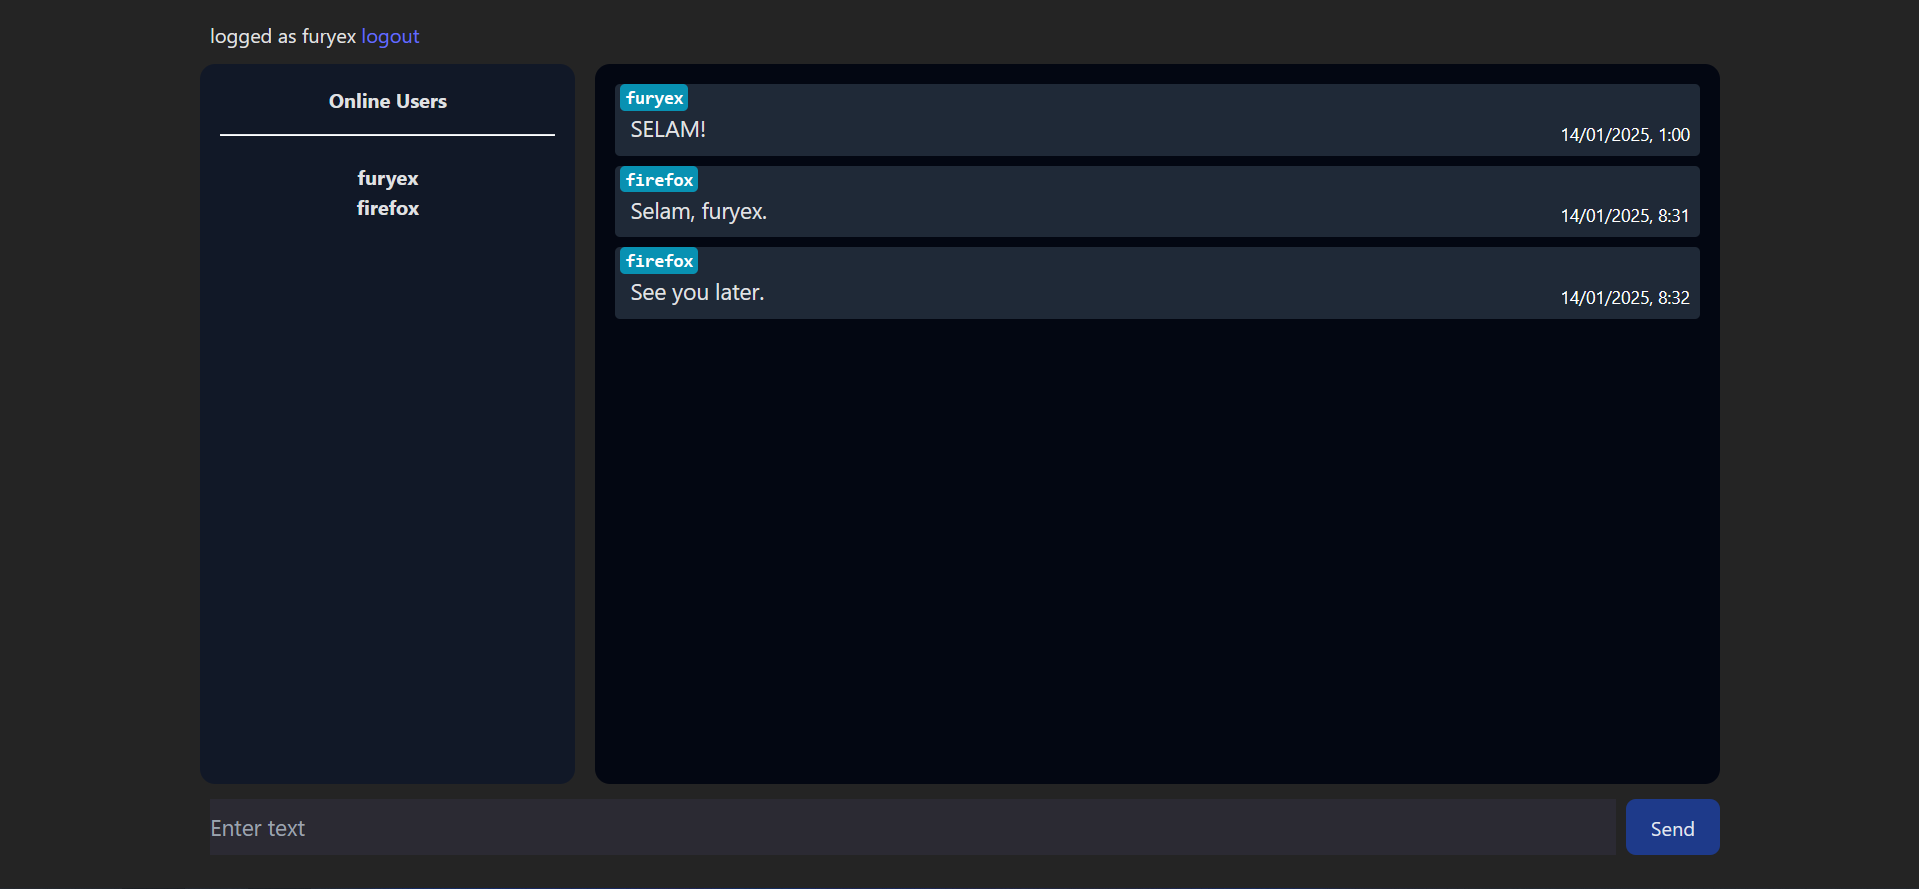 logged as furyex logout
Online Users
furyex
firefox
furyex
SELAM!
14/01/2025, 1:00
firefox
Selam, furyex.
14/01/2025, 8:31
firefox
See you later.
14/01/2025, 8:32
Enter text
Send